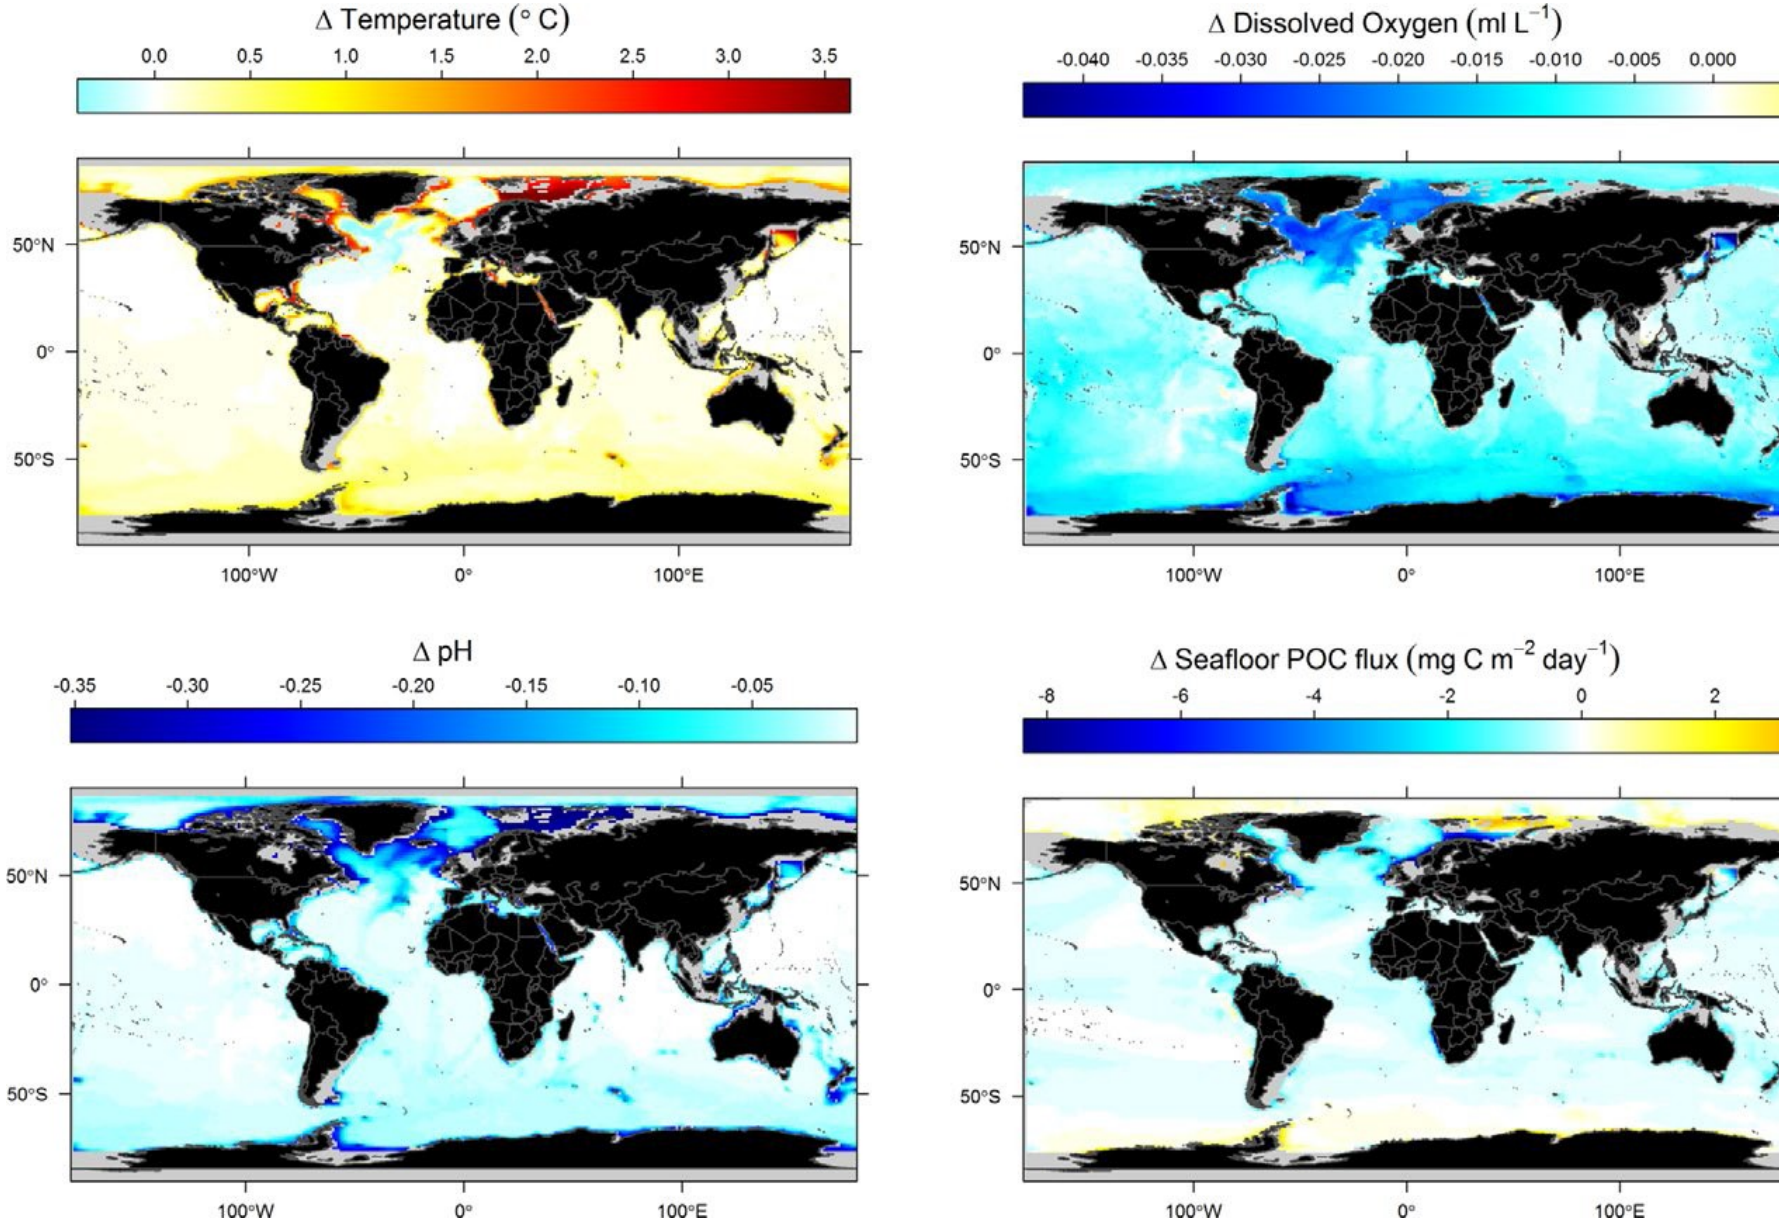 Δ Temperature (° C)
0.0 0.5 1.0 1.5 2.0 2.5 3.0 3.5
50°N
0°
50°S
100°W 0° 100°E
Δ Dissolved Oxygen (ml L⁻¹)
-0.040 -0.035 -0.030 -0.025 -0.020 -0.015 -0.010 -0.005 0.000
50°N
0°
50°S
100°W 0° 100°E
Δ pH
-0.35 -0.30 -0.25 -0.20 -0.15 -0.10 -0.05
50°N
0°
50°S
100°W 0° 100°E
Δ Seafloor POC flux (mg C m⁻² day⁻¹)
-8 -6 -4 -2 0 2
50°N
0°
50°S
100°W 0° 100°E